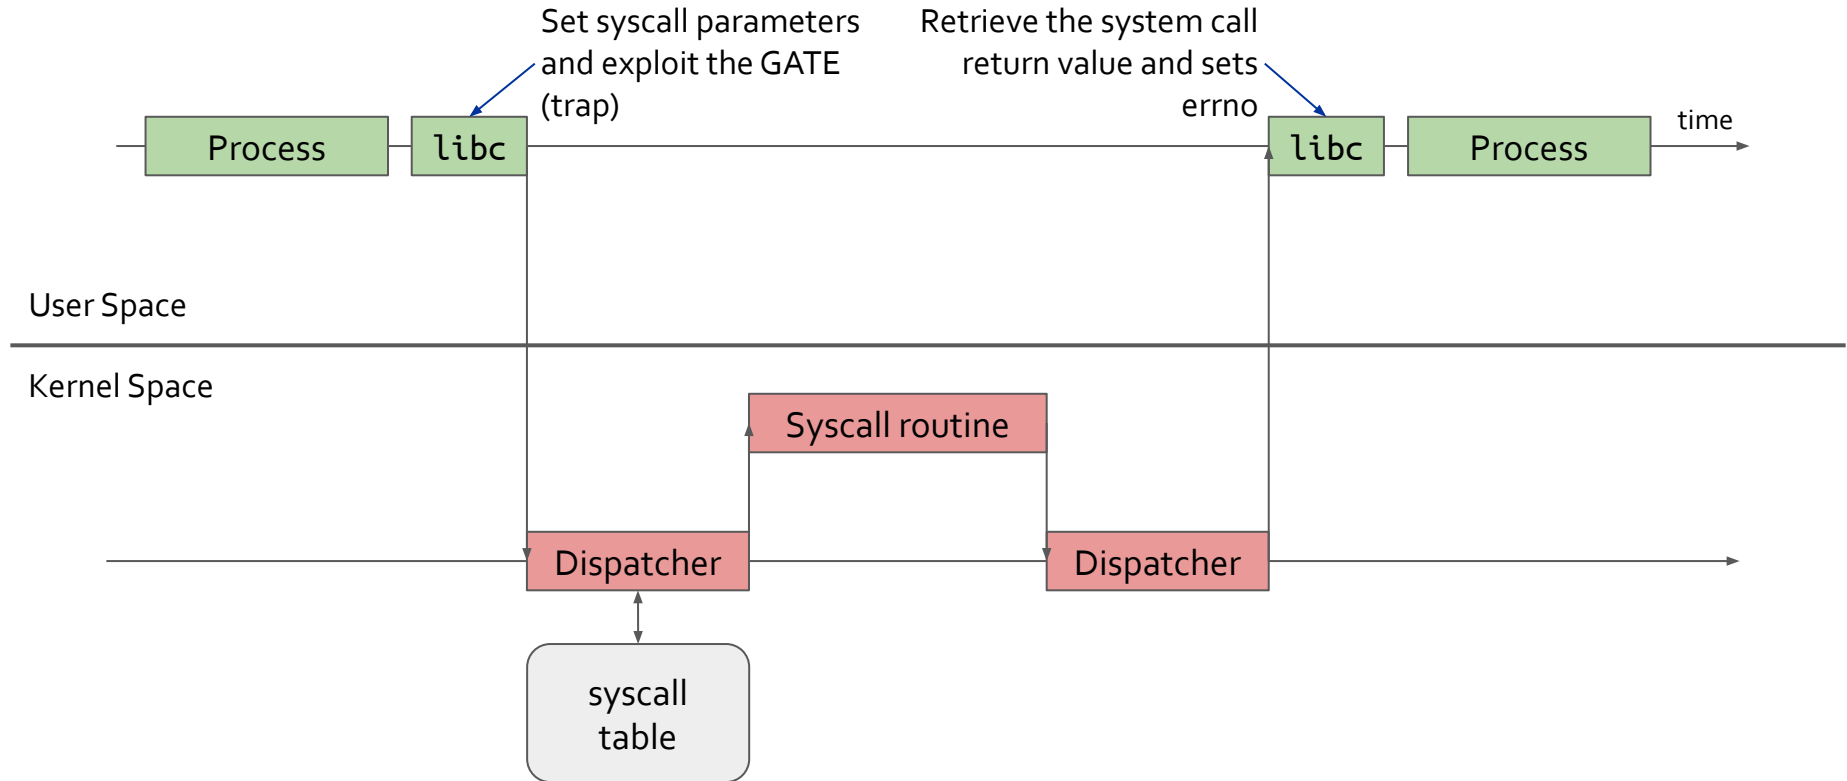 Set syscall parameters
and exploit the GATE
(trap)
Retrieve the system call
return value and sets
errno
time
Process
libc
libc
Process
User Space
Kernel Space
Syscall routine
Dispatcher
Dispatcher
syscall
table